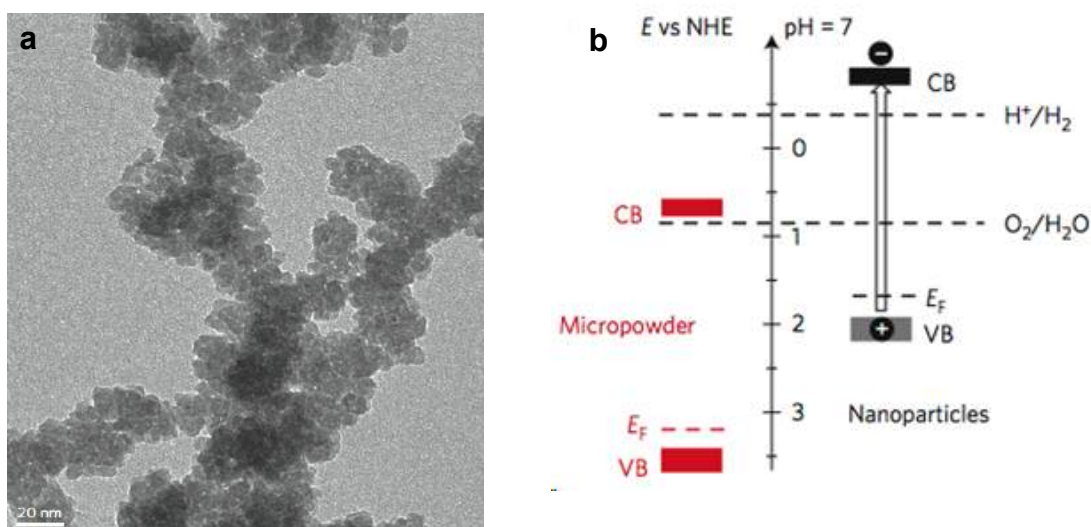 a
20 nm
b
E vs NHE
pH = 7
CB
H⁺/H₂
0
CB
O₂/H₂O
1
E_F
Micropowder
2
VB
3
Nanoparticles
E_F
VB